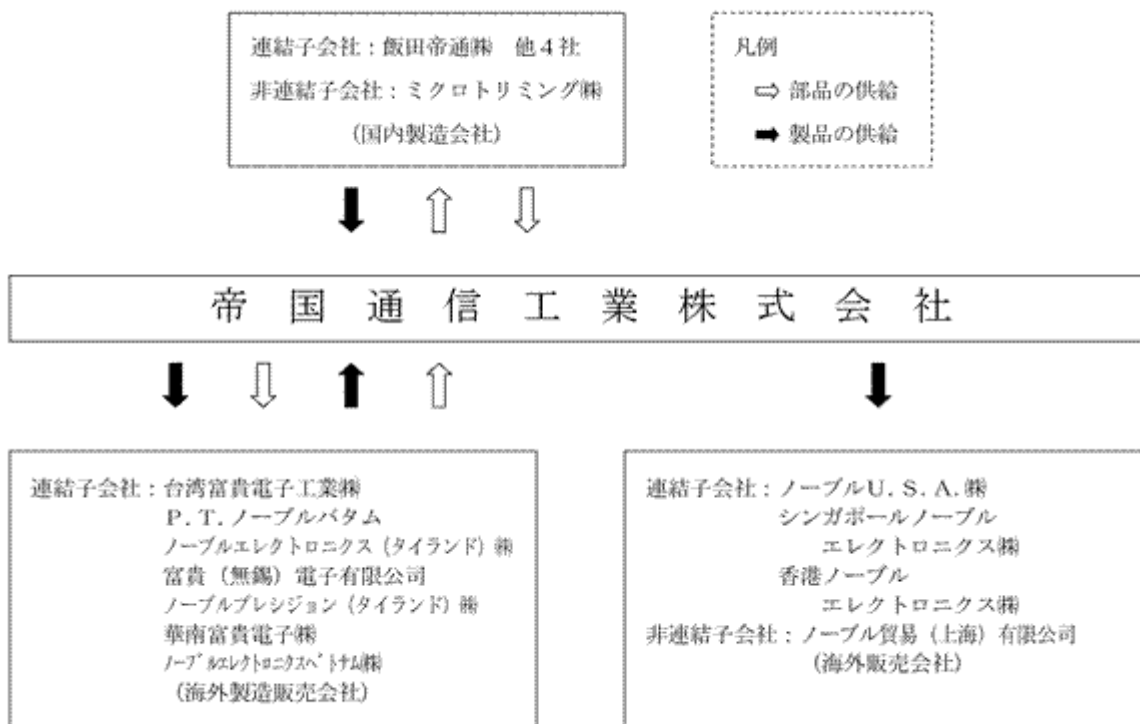 連結子会社：飯田帝通㈱　他４社
非連結子会社：ミクロトリミング㈱
（国内製造会社）
凡例
⇨ 部品の供給
➡ 製品の供給
帝国通信工業株式会社
連結子会社：台湾富貴電子工業㈱
Ｐ．Ｔ．ノーブルバタム
ノーブルエレクトロニクス（タイランド）㈱
富貴（無錫）電子有限公司
ノーブルプレシジョン（タイランド）㈱
華南富貴電子㈱
ﾉｰﾌﾞﾙｴﾚｸﾄﾛﾆｸｽﾍﾞﾄﾅﾑ㈱
（海外製造販売会社）
連結子会社：ノーブルＵ．Ｓ．Ａ．㈱
シンガポールノーブル
エレクトロニクス㈱
香港ノーブル
エレクトロニクス㈱
非連結子会社：ノーブル貿易（上海）有限公司
（海外販売会社）